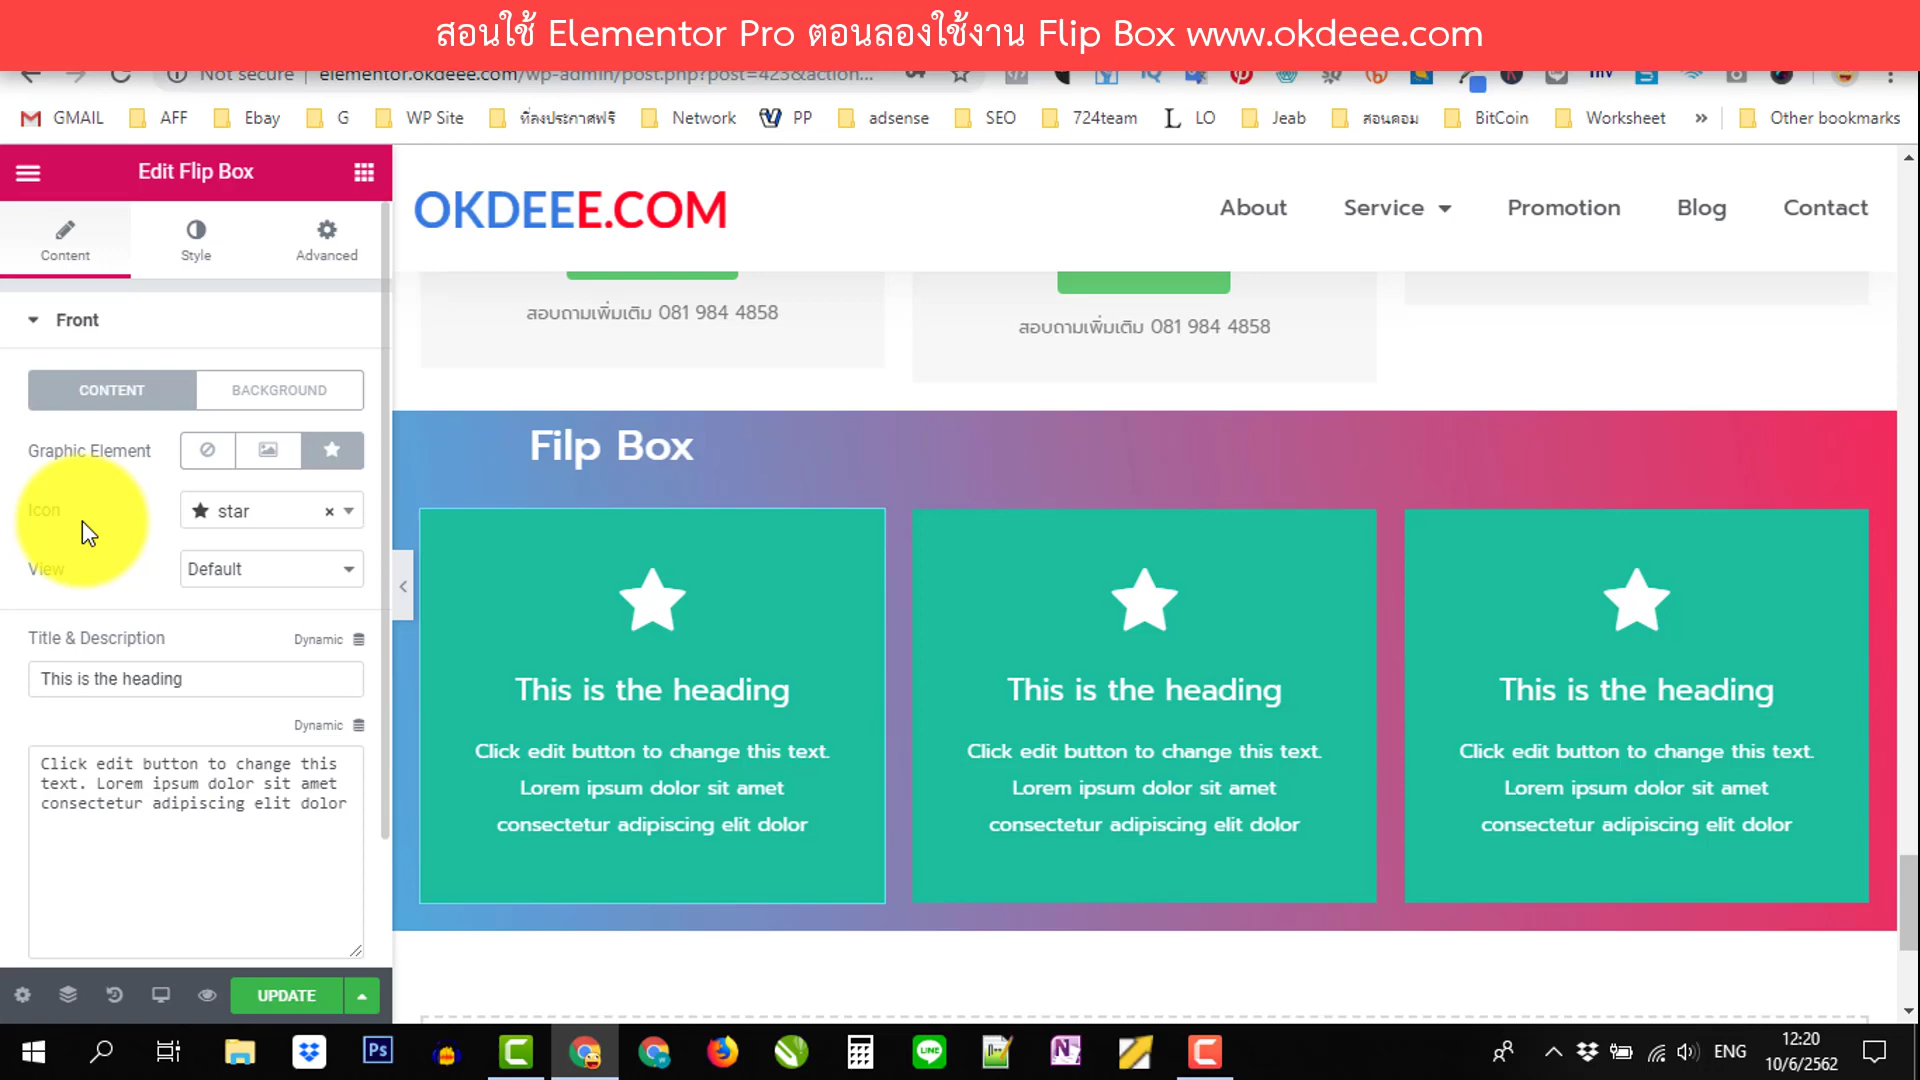 สอนใช้ Elementor Pro ตอนลองใช้งาน Flip Box www.okdeee.com
Not secure elementor.okdeee.com/wp-admin/post.php?post=423&action...
GMAIL AFF Ebay G WP Site ที่ลงประกาศฟรี Network PP adsense SEO 724team LO Jeab สอนคอม BitCoin Worksheet » Other bookmarks
Edit Flip Box
Content Style Advanced
Front
CONTENT BACKGROUND
Graphic Element
Icon star
View Default
Title & Description Dynamic
This is the heading
Dynamic
Click edit button to change this
text. Lorem ipsum dolor sit amet
consectetur adipiscing elit dolor
UPDATE
OKDEEE.COM
About Service Promotion Blog Contact
สอบถามเพิ่มเติม 081 984 4858
สอบถามเพิ่มเติม 081 984 4858
Filp Box
This is the heading
Click edit button to change this text.
Lorem ipsum dolor sit amet
consectetur adipiscing elit dolor
This is the heading
Click edit button to change this text.
Lorem ipsum dolor sit amet
consectetur adipiscing elit dolor
This is the heading
Click edit button to change this text.
Lorem ipsum dolor sit amet
consectetur adipiscing elit dolor
Ps
LINE
ENG
12:20
10/6/2562